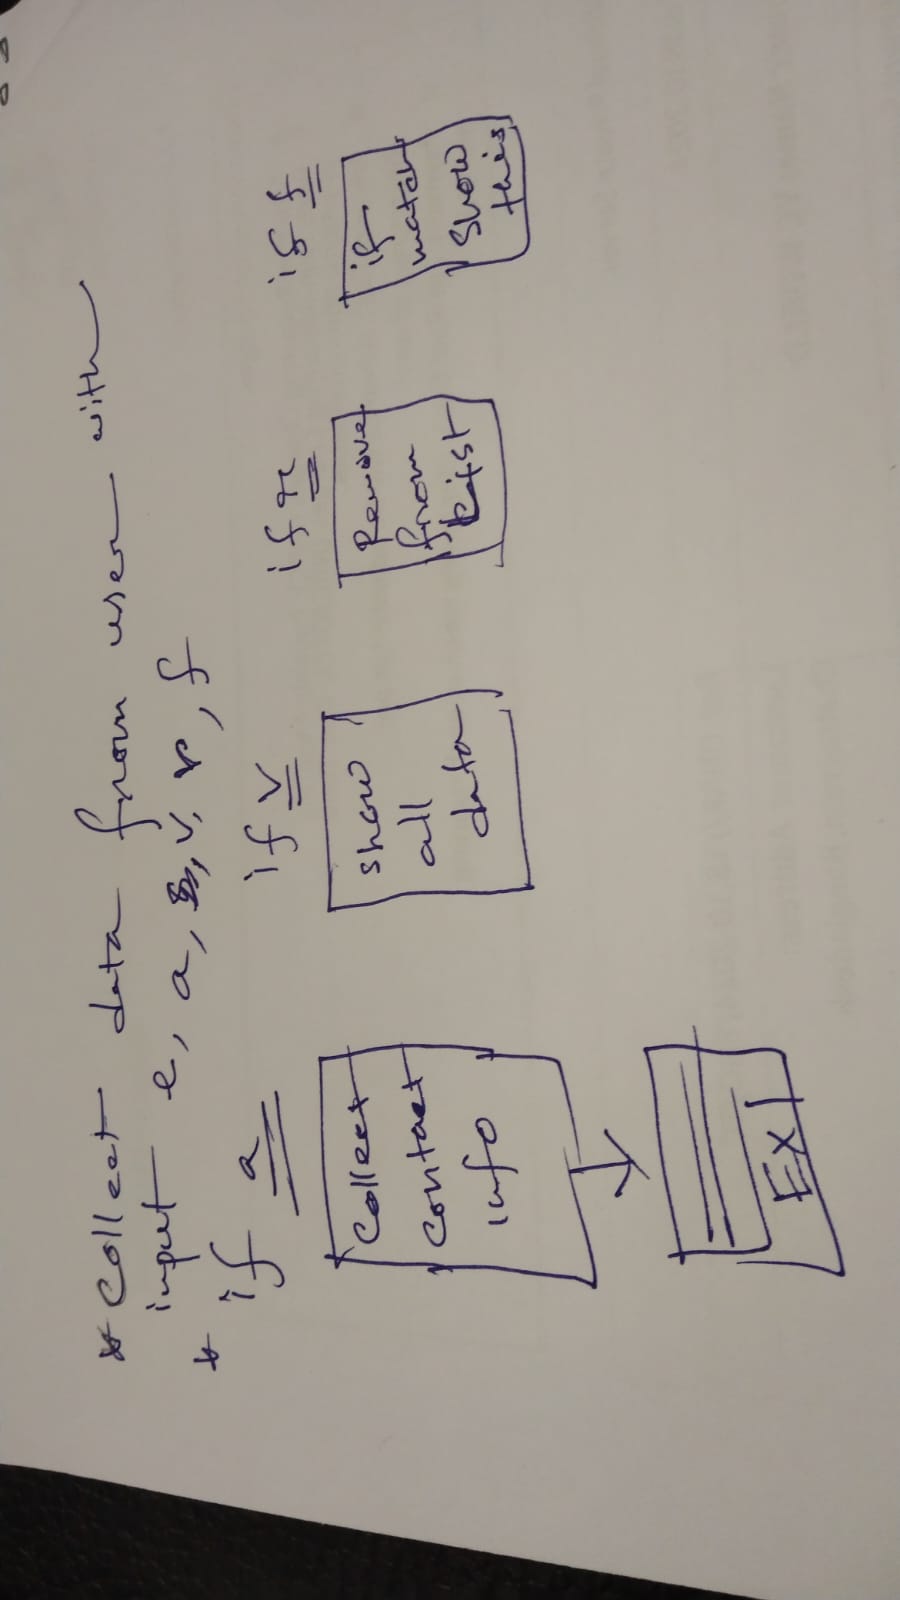 * Collect data from user with
input e, a, v, r, f
* if a
Collect
contact
info
EX
if v
show
all
data
if r
Remove
from
list
if f
if
match
show
this